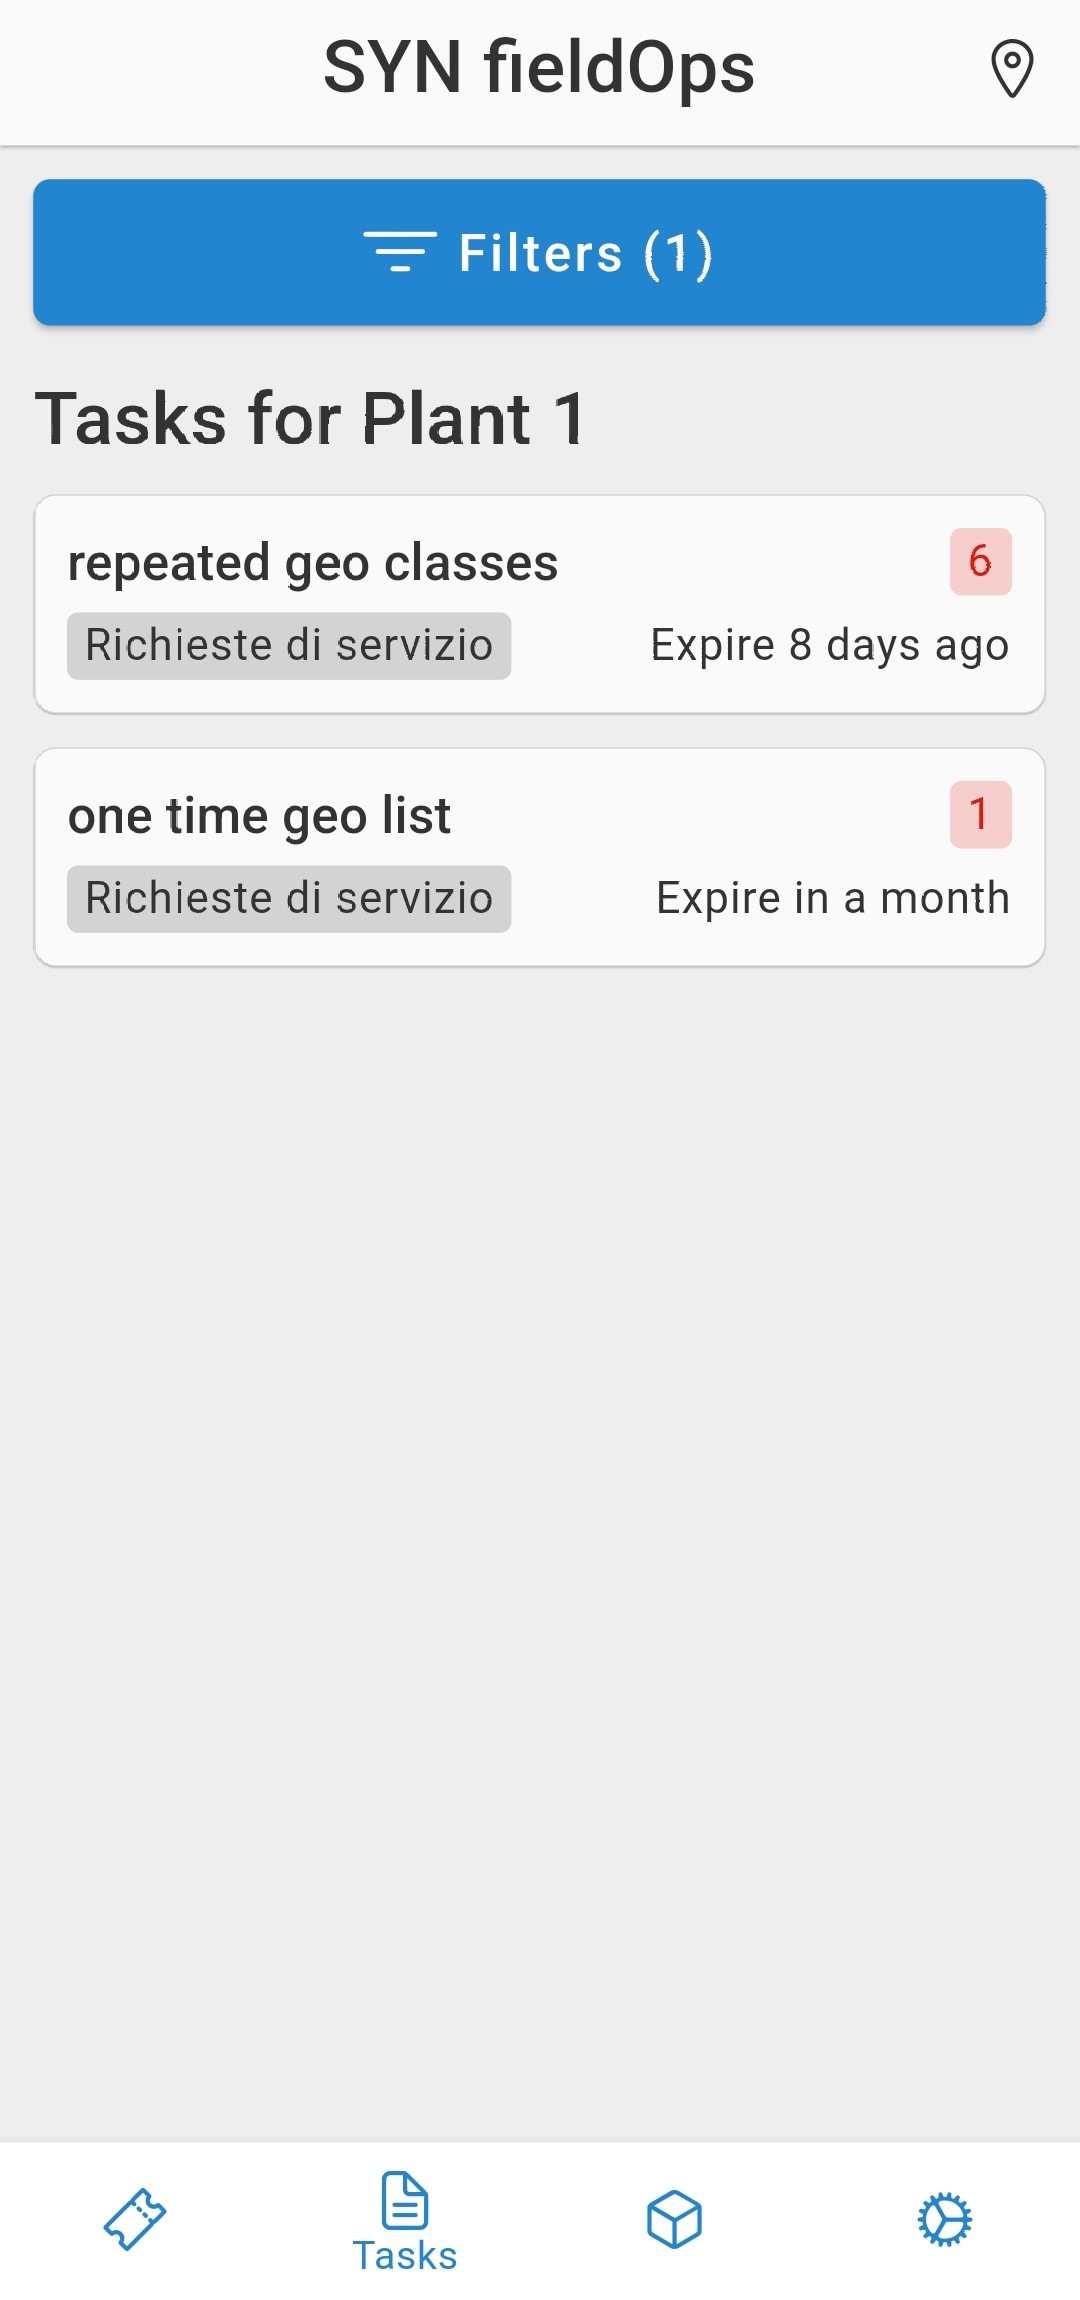 SYN fieldOps
Filters (1)
Tasks for Plant 1
repeated geo classes
6
Richieste di servizio
Expire 8 days ago
one time geo list
1
Richieste di servizio
Expire in a month
Tasks